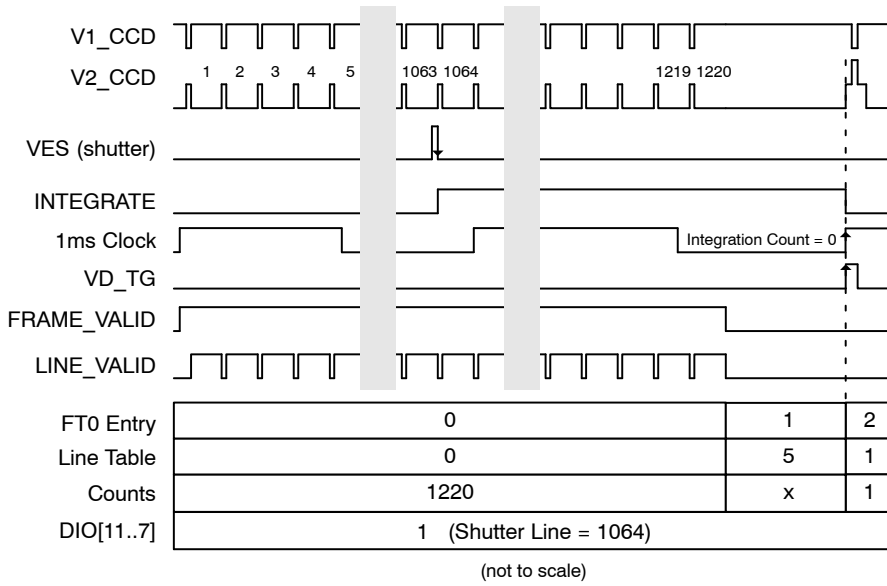 V1_CCD
V2_CCD
1 2 3 4 5 1063 1064 1219 1220
VES (shutter)
INTEGRATE
1ms Clock
Integration Count = 0
VD_TG
FRAME_VALID
LINE_VALID
FT0 Entry 0 1 2
Line Table 0 5 1
Counts 1220 x 1
DIO[11..7] 1 (Shutter Line = 1064)
(not to scale)